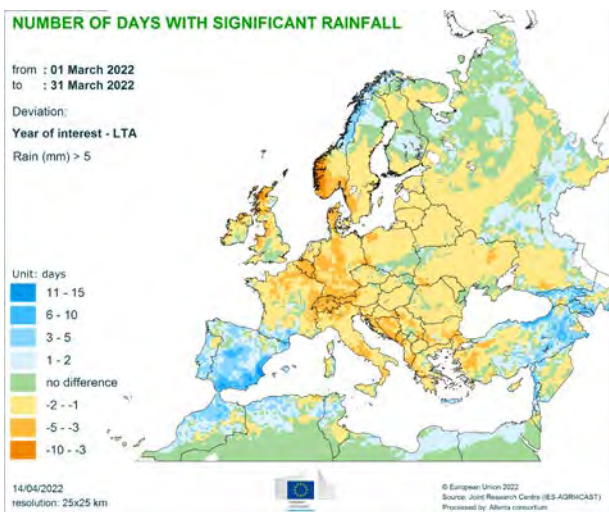 NUMBER OF DAYS WITH SIGNIFICANT RAINFALL
from : 01 March 2022
to : 31 March 2022
Deviation:
Year of interest - LTA
Rain (mm) > 5
Unit: days
11 - 15
6 - 10
3 - 5
1 - 2
no difference
-2 - -1
-5 - -3
-10 - -3
14/04/2022
resolution: 25x25 km
© European Union 2022
Source: Joint Research Centre (IES-AGRI4CAST)
Processed by: Alterra consortium